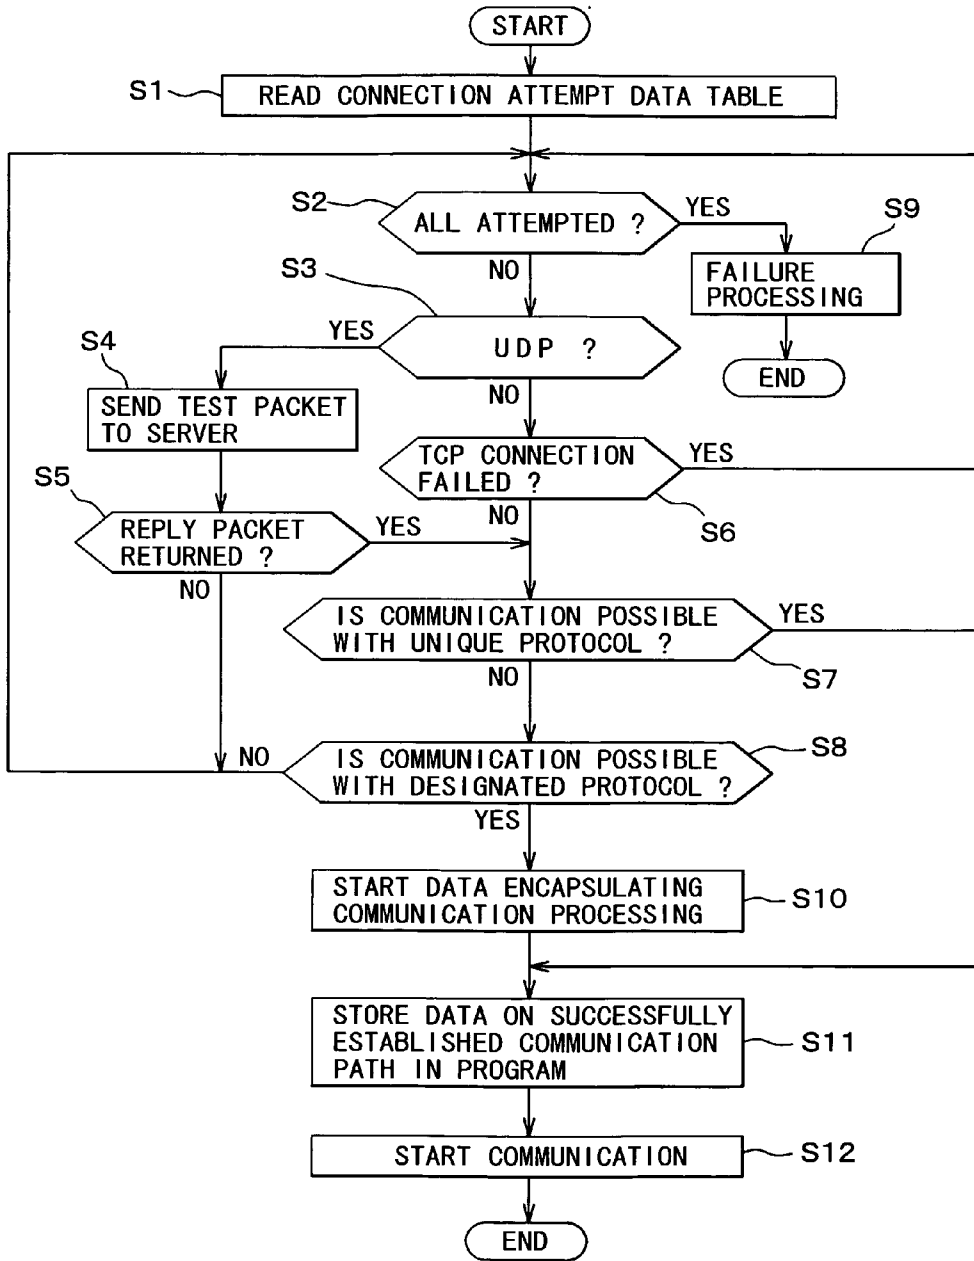 START
S1
READ CONNECTION ATTEMPT DATA TABLE
S2
ALL ATTEMPTED ?
YES
S9
NO
FAILURE
PROCESSING
S3
YES
UDP ?
END
S4
NO
SEND TEST PACKET
TO SERVER
TCP CONNECTION
FAILED ?
YES
S6
S5
NO
REPLY PACKET
RETURNED ?
YES
NO
IS COMMUNICATION POSSIBLE
WITH UNIQUE PROTOCOL ?
YES
S7
NO
S8
NO
IS COMMUNICATION POSSIBLE
WITH DESIGNATED PROTOCOL ?
YES
START DATA ENCAPSULATING
COMMUNICATION PROCESSING
S10
STORE DATA ON SUCCESSFULLY
ESTABLISHED COMMUNICATION
PATH IN PROGRAM
S11
START COMMUNICATION
S12
END